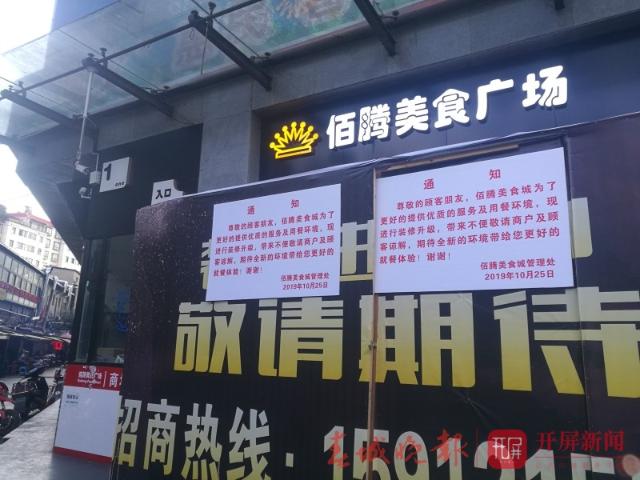 佰腾美食广场
1
入口
通 知
尊敬的顾客朋友，佰腾美食城为了
更好的提供优质的服务及用餐环境，现
进行装修升级，带来不便敬请商户及顾
客谅解，期待全新的环境带给您更好的
就餐体验！谢谢！
佰腾美食城管理处
2019年10月25日
通 知
尊敬的顾客朋友，佰腾美食城为了
更好的提供优质的服务及用餐环境，现
进行装修升级，带来不便敬请商户及顾
客谅解，期待全新的环境带给您更好的
就餐体验！谢谢！
佰腾美食城管理处
2019年10月25日
敬请期待
招商热线：1591215
春城晚报
开屏新闻